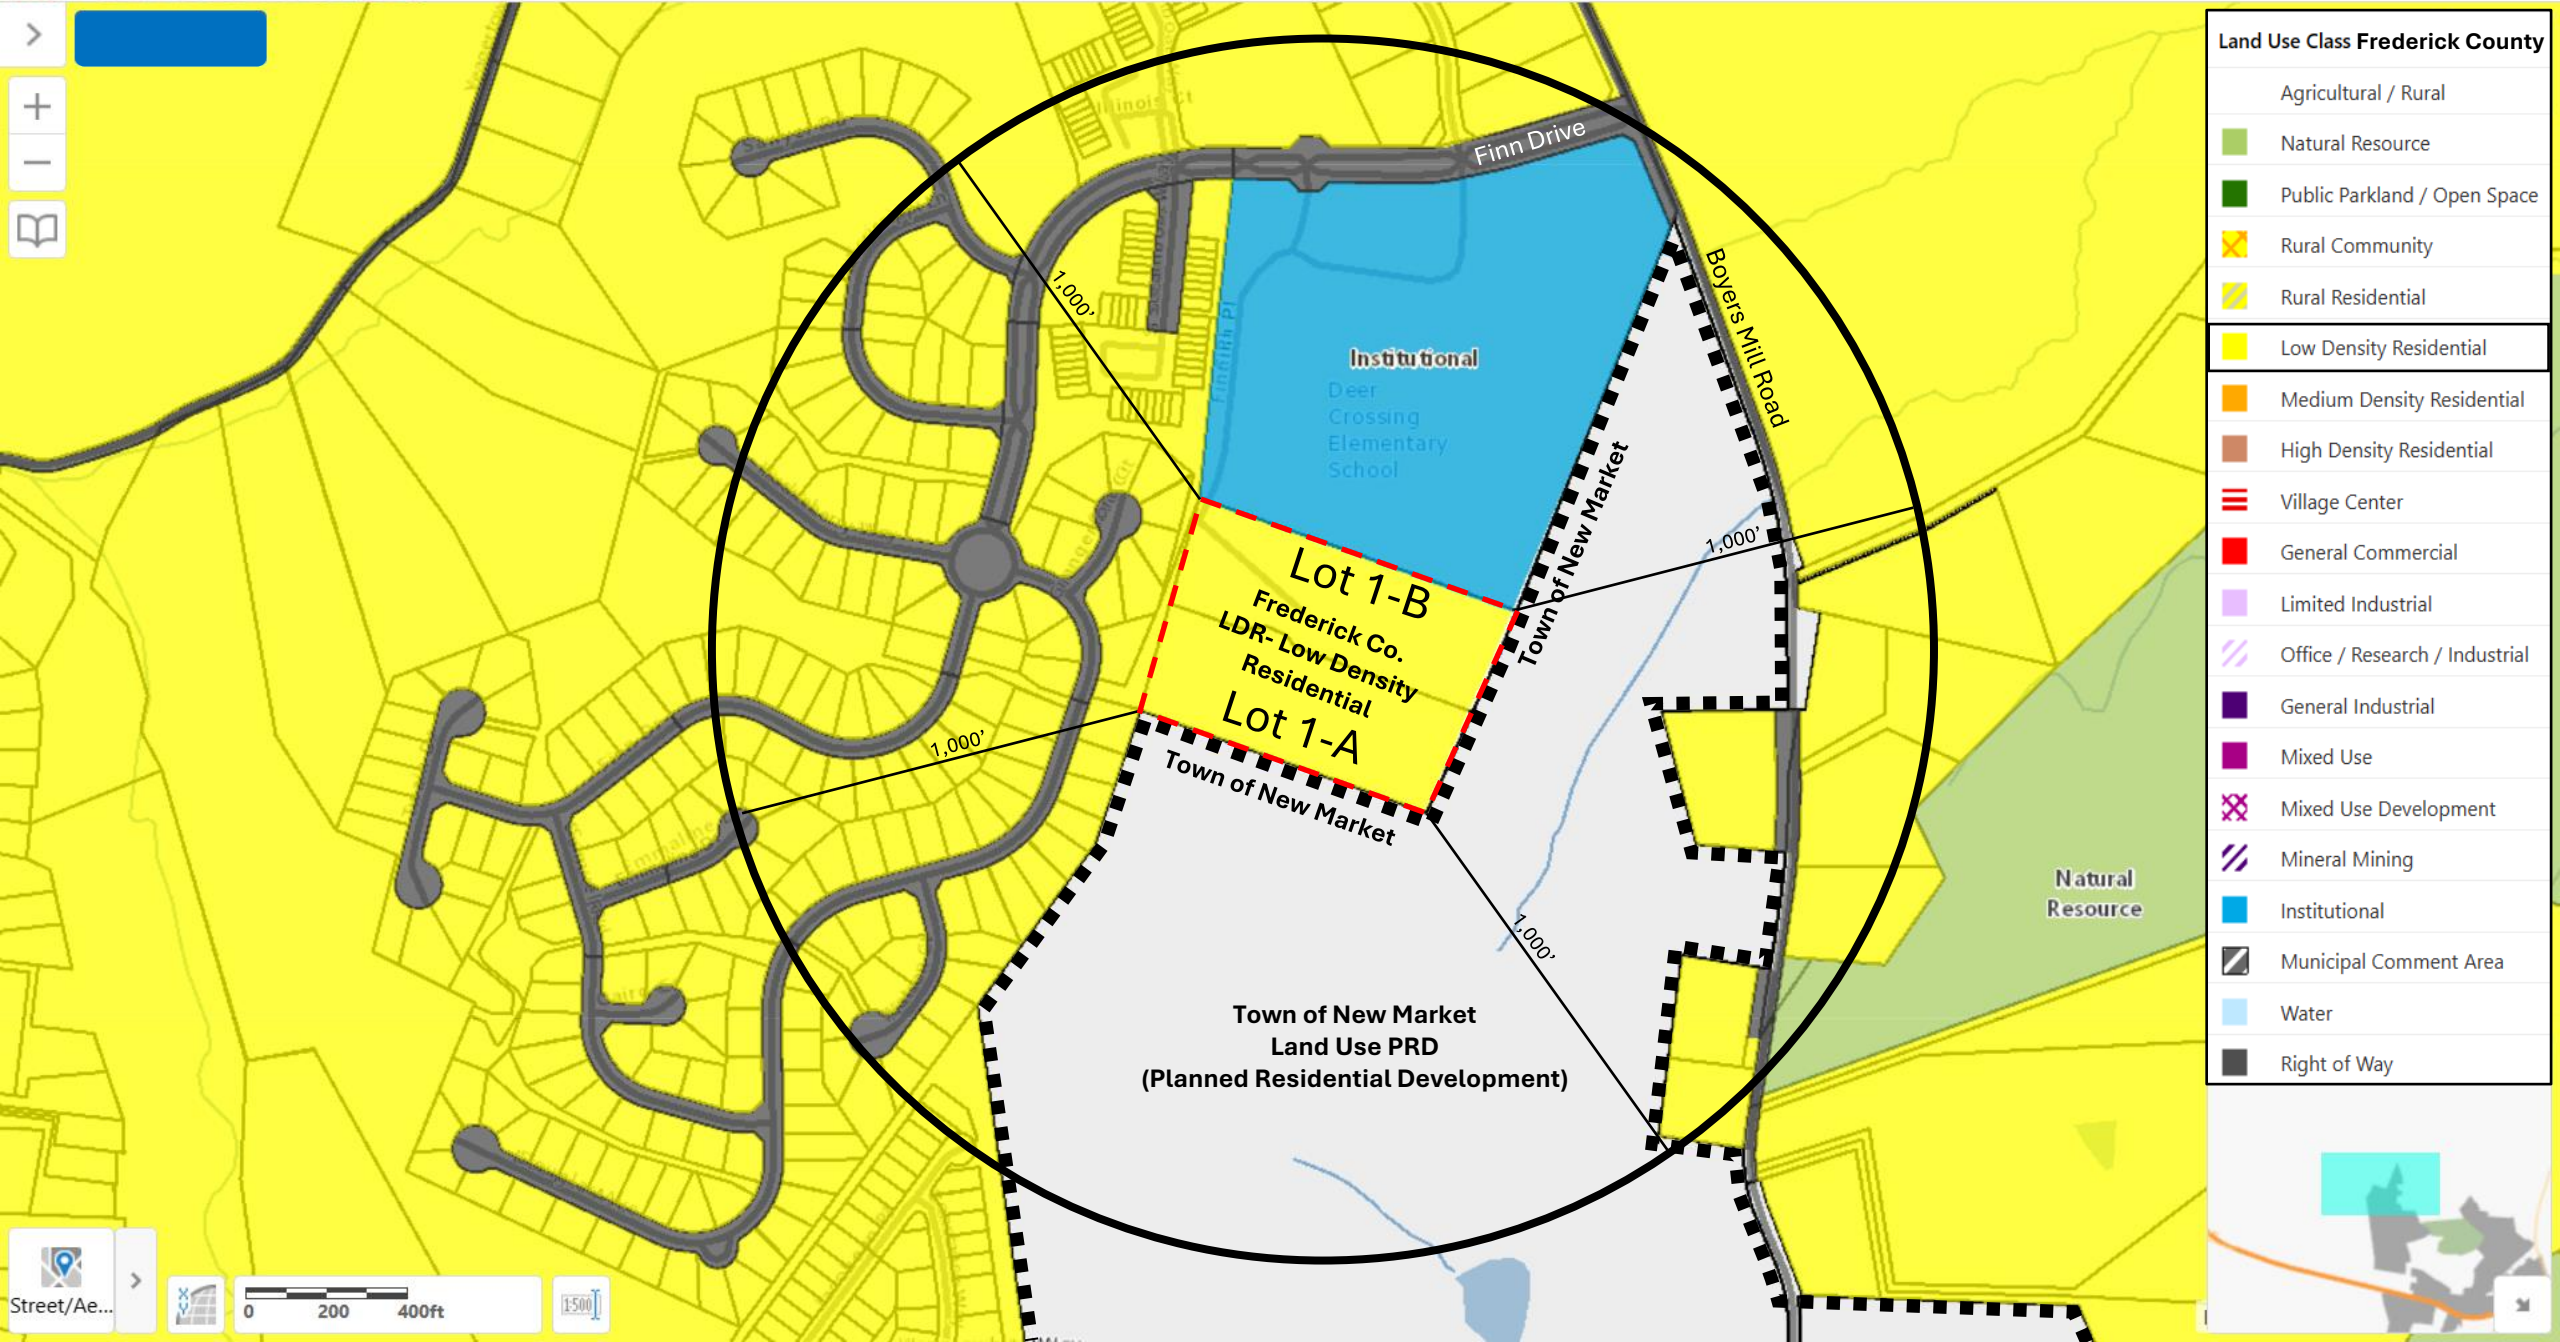 Land Use Class Frederick County
Agricultural / Rural
Natural Resource
Public Parkland / Open Space
Rural Community
Rural Residential
Low Density Residential
Medium Density Residential
High Density Residential
Village Center
General Commercial
Limited Industrial
Office / Research / Industrial
General Industrial
Mixed Use
Mixed Use Development
Mineral Mining
Institutional
Municipal Comment Area
Water
Right of Way
Illinois Ct
Finn Drive
Boyers Mill Road
1,000’
Institutional
Deer
Crossing
Elementary
School
Town of New Market
1,000’
Lot 1-B
Frederick Co.
LDR- Low Density
Residential
Lot 1-A
1,000’
Town of New Market
Emmaline
1,000’
Natural
Resource
Town of New Market
Land Use PRD
(Planned Residential Development)
Street/Ae...
0 200 400ft
1:500